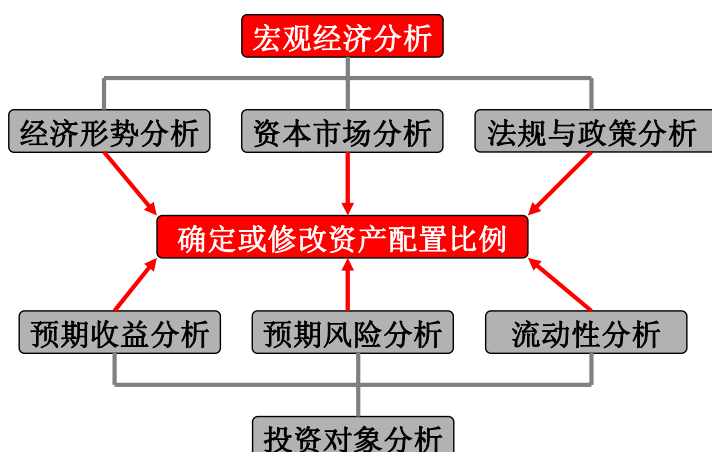 宏观经济分析
经济形势分析
资本市场分析
法规与政策分析
确定或修改资产配置比例
预期收益分析
预期风险分析
流动性分析
投资对象分析